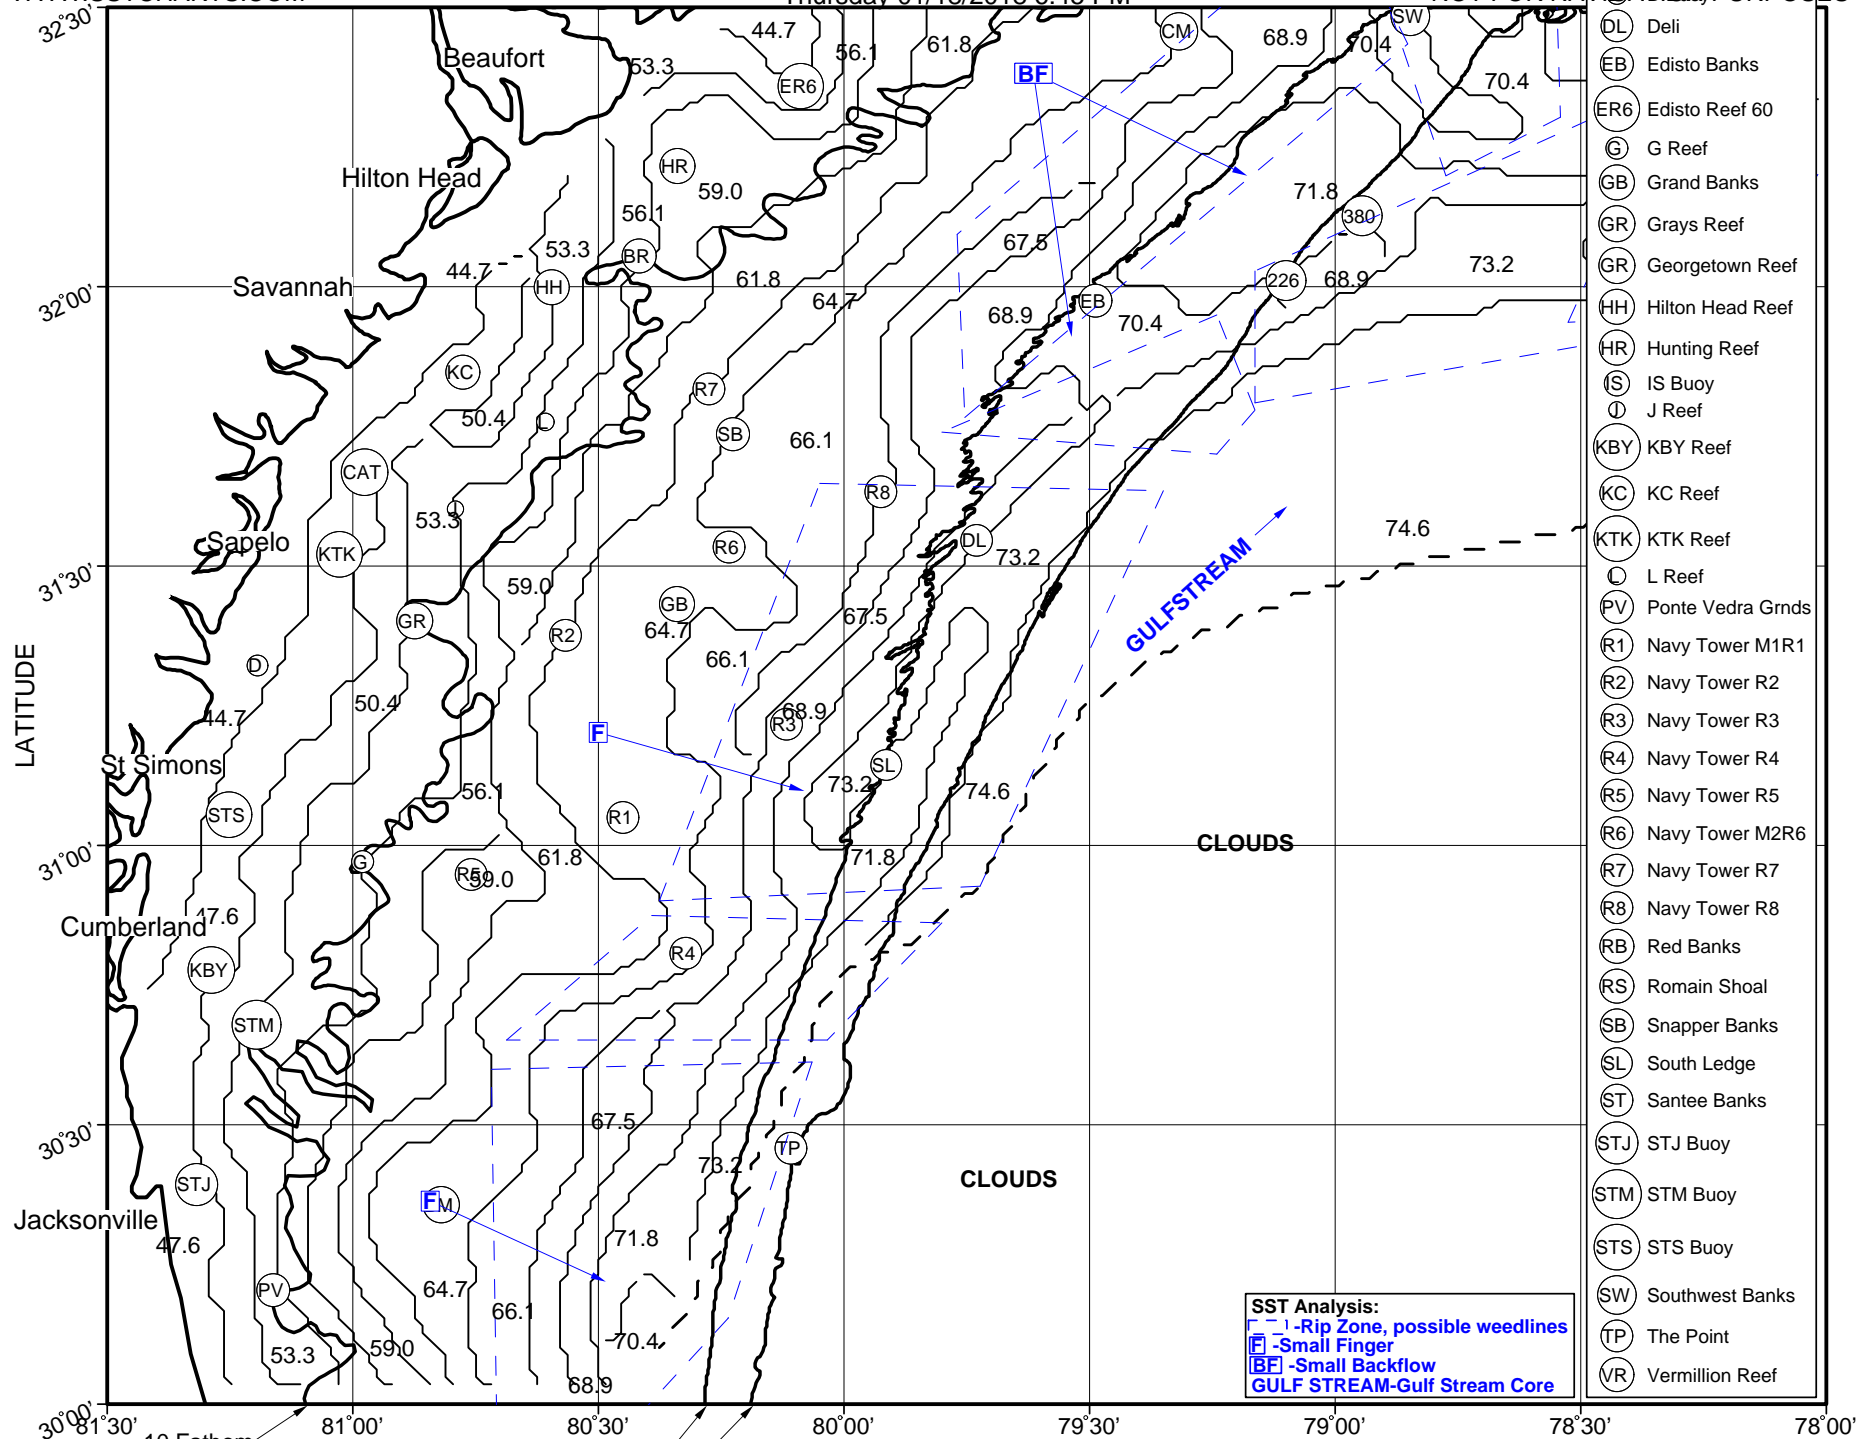 32°30'
Beaufort
53.3
44.7
ER6
56.1
61.8
BF
CM
68.9
SW
70.4
70.4
DL Deli
EB Edisto Banks
ER6 Edisto Reef 60
G G Reef
GB Grand Banks
GR Grays Reef
GR Georgetown Reef
HH Hilton Head Reef
HR Hunting Reef
IS IS Buoy
J J Reef
KBY KBY Reef
KC KC Reef
KTK KTK Reef
L L Reef
PV Ponte Vedra Grnds
R1 Navy Tower M1R1
R2 Navy Tower R2
R3 Navy Tower R3
R4 Navy Tower R4
R5 Navy Tower R5
R6 Navy Tower M2R6
R7 Navy Tower R7
R8 Navy Tower R8
RB Red Banks
RS Romain Shoal
SB Snapper Banks
SL South Ledge
ST Santee Banks
STJ STJ Buoy
STM STM Buoy
STS STS Buoy
SW Southwest Banks
TP The Point
VR Vermillion Reef
Hilton Head
HR
59.0
56.1
71.8
380
53.3
BR
67.5
44.7
HH
61.8
64.7
68.9
EB
70.4
226
68.9
73.2
Savannah
32°00'
KC
R7
50.4
L
SB
66.1
CAT
R8
J
53.3
Sapelo
KTK
R6
DL
73.2
74.6
GULFSTREAM
31°30'
59.0
GB
67.5
GR
R2
64.7
D
66.1
LATITUDE
50.4
44.7
F
68.9
R3
St Simons
SL
73.2
74.6
56.1
STS
R1
CLOUDS
31°00'
G
61.8
71.8
R5
59.0
47.6
Cumberland
KBY
R4
STM
67.5
30°30'
TP
73.2
CLOUDS
STJ
F
M
Jacksonville
47.6
71.8
PV
64.7
66.1
70.4
53.3
59.0
68.9
SST Analysis:
-Rip Zone, possible weedlines
F -Small Finger
BF -Small Backflow
GULF STREAM-Gulf Stream Core
30°00'
81°30'
81°00'
80°30'
80°00'
79°30'
79°00'
78°30'
78°00'